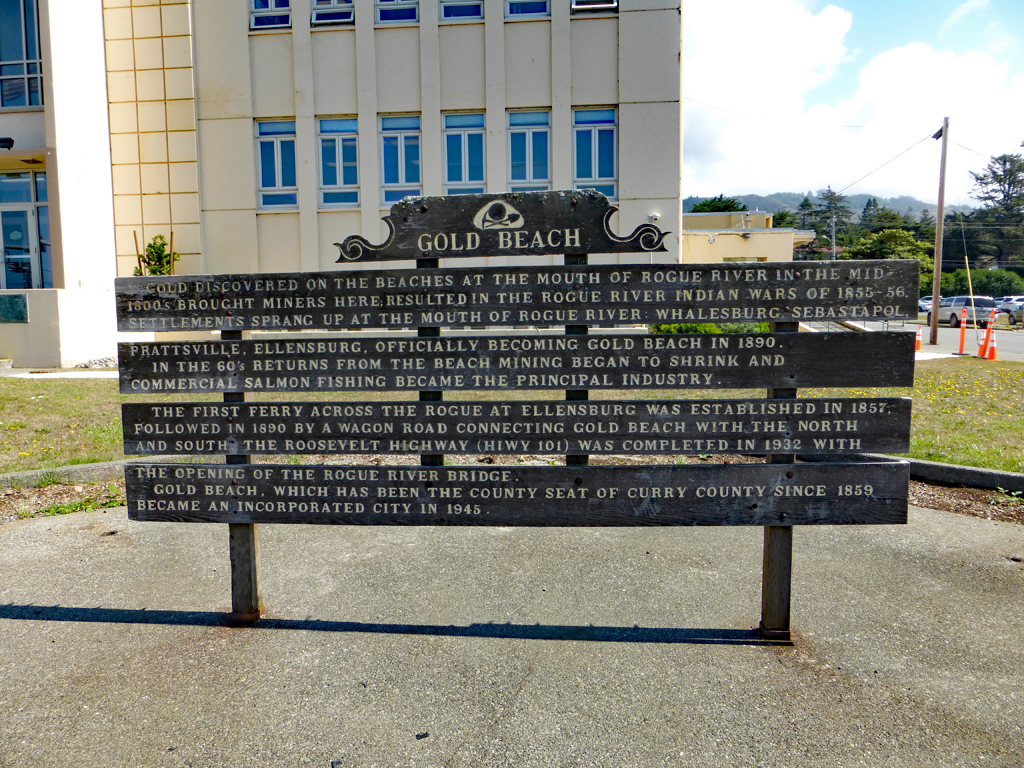 GOLD BEACH
GOLD DISCOVERED ON THE BEACHES AT THE MOUTH OF ROGUE RIVER IN THE MID-
1800'S BROUGHT MINERS HERE; RESULTED IN THE ROGUE RIVER INDIAN WARS OF 1855-56.
SETTLEMENTS SPRANG UP AT THE MOUTH OF ROGUE RIVER: WHALESBURG, SEBASTAPOL,
PRATTSVILLE, ELLENSBURG, OFFICIALLY BECOMING GOLD BEACH IN 1890.
IN THE 60'S RETURNS FROM THE BEACH MINING BEGAN TO SHRINK AND
COMMERCIAL SALMON FISHING BECAME THE PRINCIPAL INDUSTRY.
THE FIRST FERRY ACROSS THE ROGUE AT ELLENSBURG WAS ESTABLISHED IN 1857,
FOLLOWED IN 1890 BY A WAGON ROAD CONNECTING GOLD BEACH WITH THE NORTH
AND SOUTH. THE ROOSEVELT HIGHWAY (HIWY 101) WAS COMPLETED IN 1932 WITH
THE OPENING OF THE ROGUE RIVER BRIDGE.
GOLD BEACH, WHICH HAS BEEN THE COUNTY SEAT OF CURRY COUNTY SINCE 1859
BECAME AN INCORPORATED CITY IN 1945.